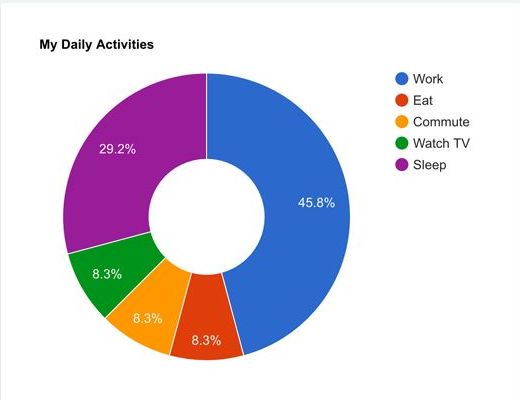 My Daily Activities
Work
Eat
Commute
Watch TV
Sleep
29.2%
45.8%
8.3%
8.3%
8.3%